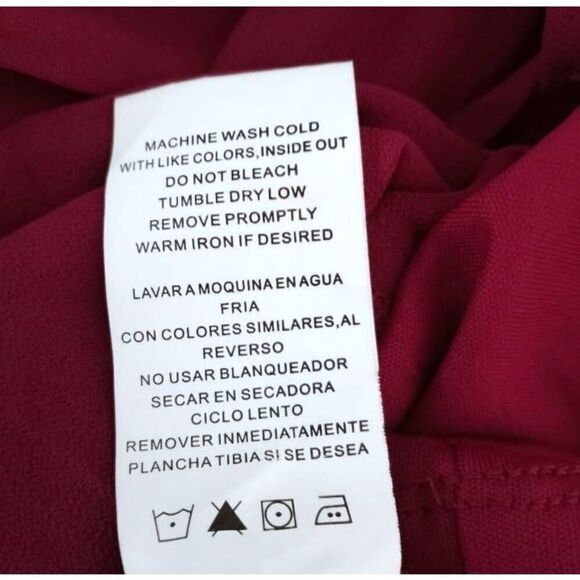 MACHINE WASH COLD
WITH LIKE COLORS,INSIDE OUT
DO NOT BLEACH
TUMBLE DRY LOW
REMOVE PROMPTLY
WARM IRON IF DESIRED
LAVAR A MOQUINA EN AGUA
FRIA
CON COLORES SIMILARES,AL
REVERSO
NO USAR BLANQUEADOR
SECAR EN SECADORA
CICLO LENTO
REMOVER INMEDIATAMENTE
PLANCHA TIBIA SI SE DESEA